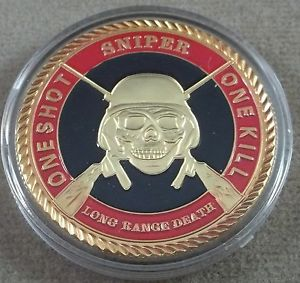 SNIPER
ONE SHOT
ONE KILL
LONG RANGE DEATH